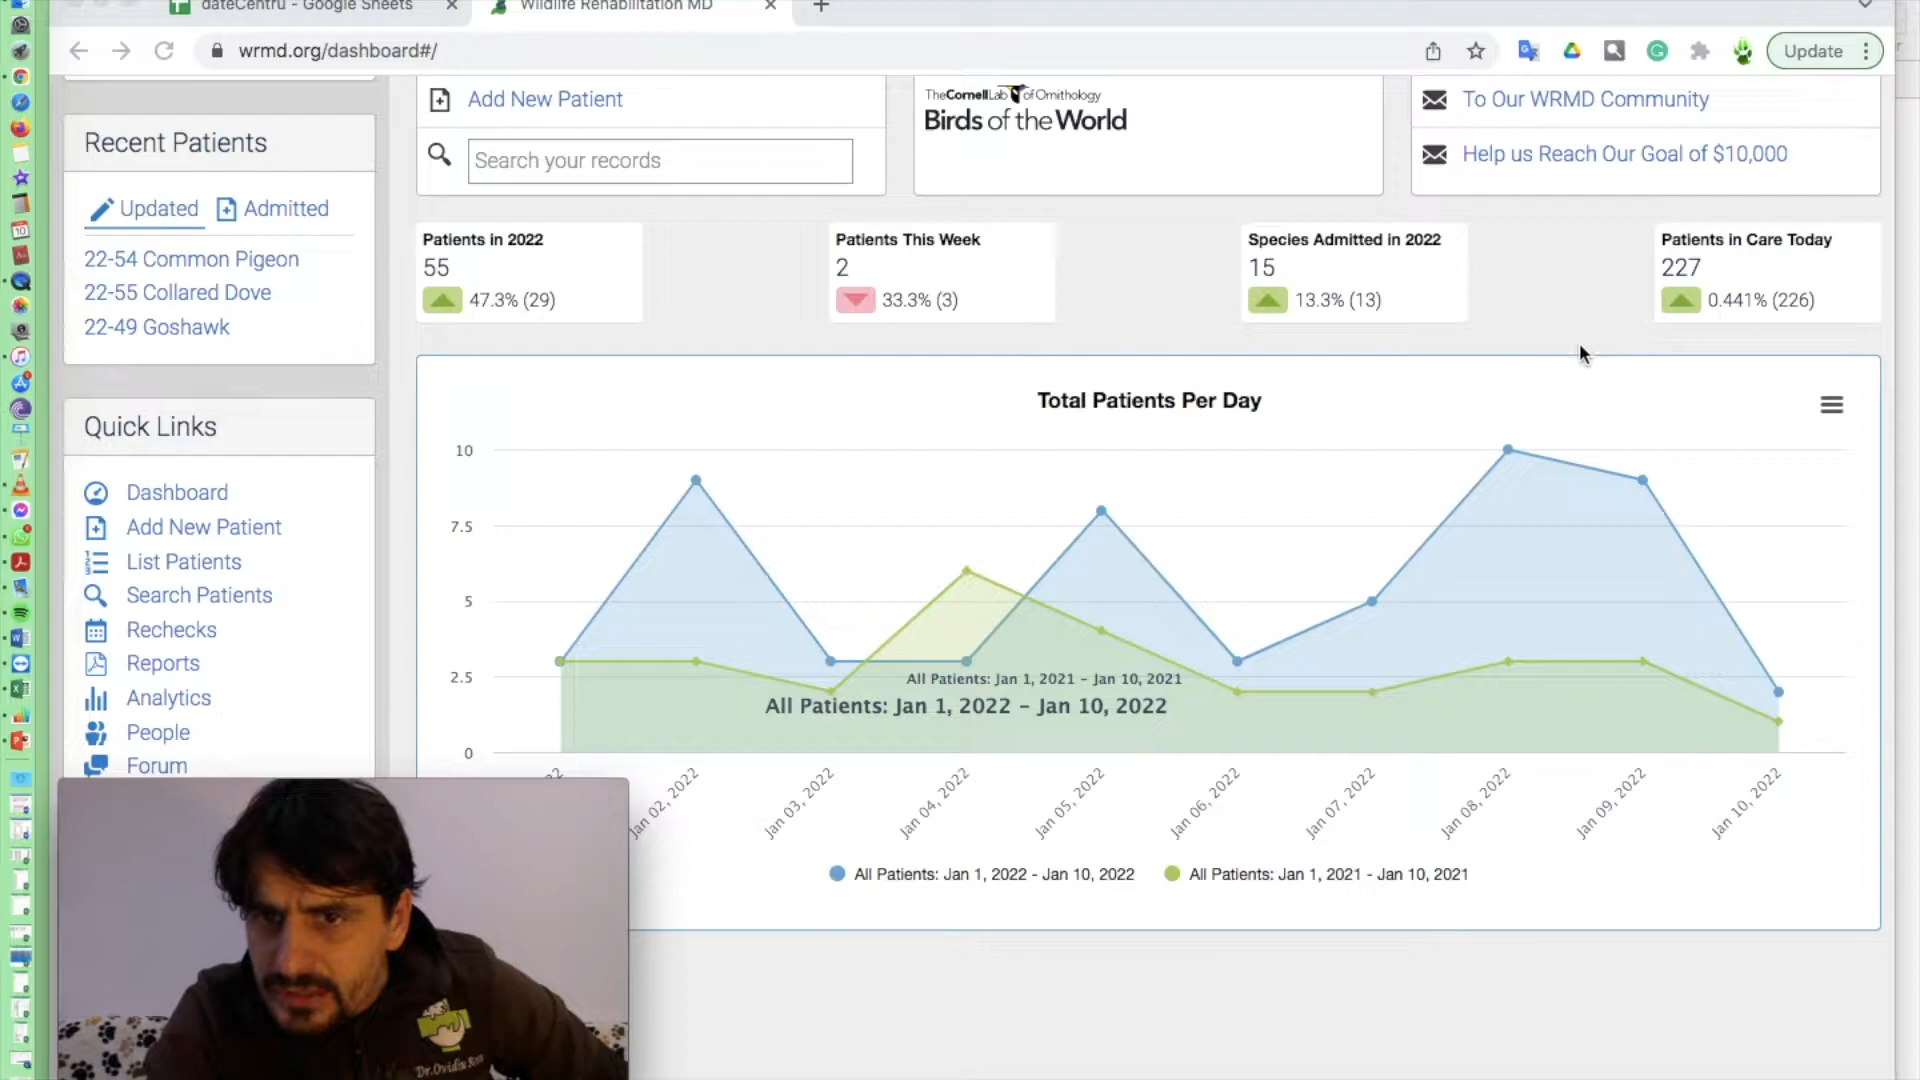 dateCentru - Google Sheets
Wildlife Rehabilitation MD
wrmd.org/dashboard#/
Update
Recent Patients
Updated
Admitted
22-54 Common Pigeon
22-55 Collared Dove
22-49 Goshawk
Quick Links
Dashboard
Add New Patient
List Patients
Search Patients
Rechecks
Reports
Analytics
People
Forum
Add New Patient
Search your records
TheCornellLab of Ornithology
Birds of the World
To Our WRMD Community
Help us Reach Our Goal of $10,000
Patients in 2022
55
47.3% (29)
Patients This Week
2
33.3% (3)
Species Admitted in 2022
15
13.3% (13)
Patients in Care Today
227
0.441% (226)
Total Patients Per Day
10
7.5
5
2.5
0
All Patients: Jan 1, 2021 – Jan 10, 2021
All Patients: Jan 1, 2022 – Jan 10, 2022
22
Jan 02, 2022
Jan 03, 2022
Jan 04, 2022
Jan 05, 2022
Jan 06, 2022
Jan 07, 2022
Jan 08, 2022
Jan 09, 2022
Jan 10, 2022
All Patients: Jan 1, 2022 - Jan 10, 2022
All Patients: Jan 1, 2021 - Jan 10, 2021
Dr.Ovidiu